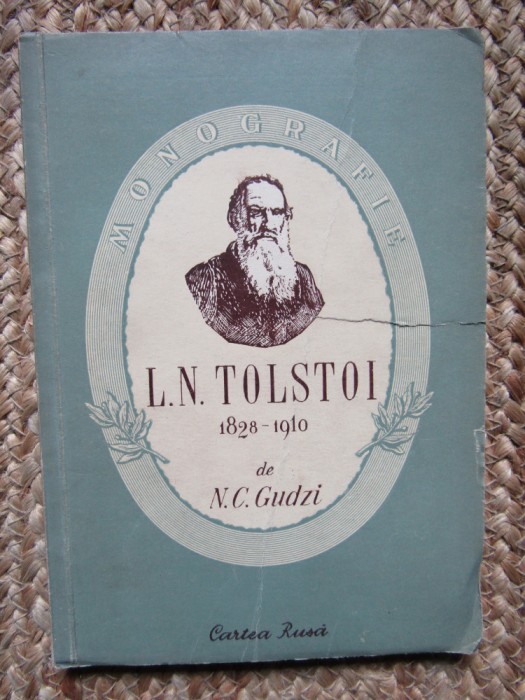 MONOGRAFIE
L.N. TOLSTOI
1828-1910
de
N.C. Gudzi
Cartea Rusă